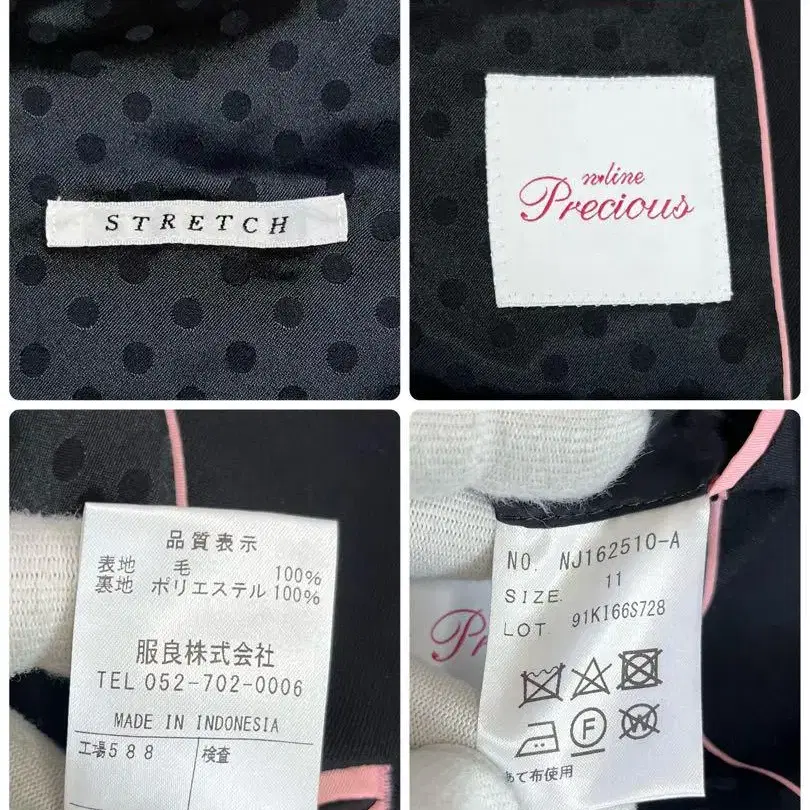 STRETCH
n♥line
Precious
品質表示
表地 毛 100%
裏地 ポリエステル 100%
服良株式会社
TEL 052-702-0006
MADE IN INDONESIA
工場588 検査
NO. NJ162510-A
SIZE. 11
LOT. 91KI66S728
F
W
あて布使用